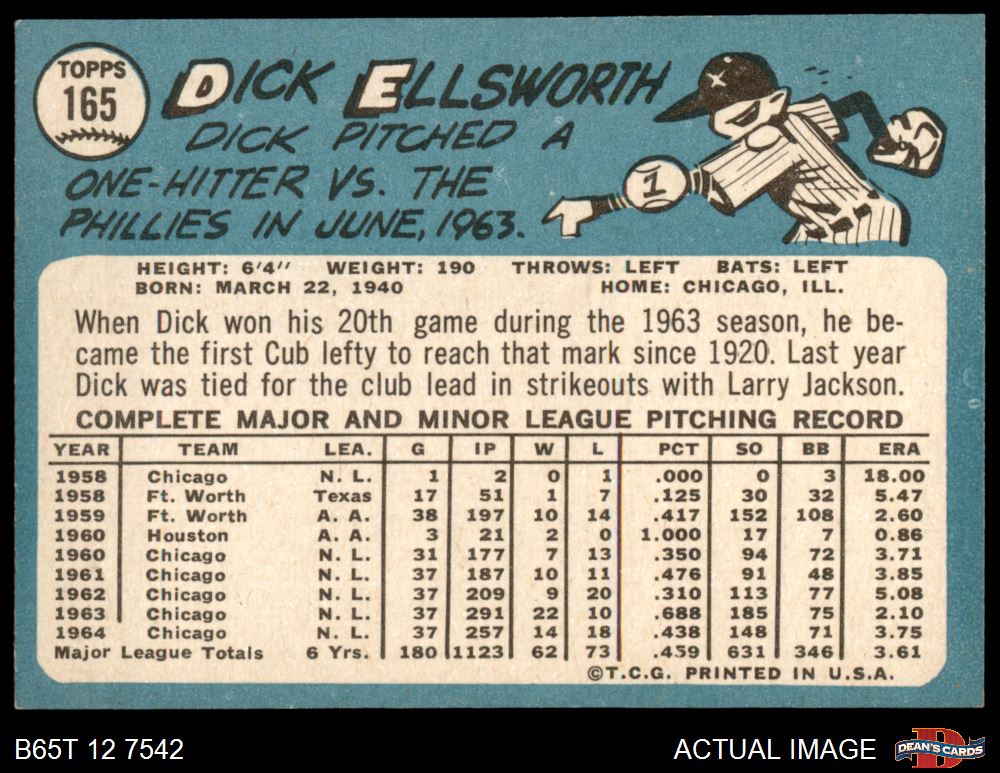 TOPPS
165
DICK ELLSWORTH
DICK PITCHED A
ONE-HITTER VS. THE
PHILLIES IN JUNE, 1963.
1
HEIGHT: 6'4" WEIGHT: 190 THROWS: LEFT BATS: LEFT
BORN: MARCH 22, 1940 HOME: CHICAGO, ILL.
When Dick won his 20th game during the 1963 season, he be-
came the first Cub lefty to reach that mark since 1920. Last year
Dick was tied for the club lead in strikeouts with Larry Jackson.
COMPLETE MAJOR AND MINOR LEAGUE PITCHING RECORD
YEAR TEAM LEA. G IP W L PCT SO BB ERA
1958 Chicago N. L. 1 2 0 1 .000 0 3 18.00
1958 Ft. Worth Texas 17 51 1 7 .125 30 32 5.47
1959 Ft. Worth A. A. 38 197 10 14 .417 152 108 2.60
1960 Houston A. A. 3 21 2 0 1.000 17 7 0.86
1960 Chicago N. L. 31 177 7 13 .350 94 72 3.71
1961 Chicago N. L. 37 187 10 11 .476 91 48 3.85
1962 Chicago N. L. 37 209 9 20 .310 113 77 5.08
1963 Chicago N. L. 37 291 22 10 .688 185 75 2.10
1964 Chicago N. L. 37 257 14 18 .438 148 71 3.75
Major League Totals 6 Yrs. 180 1123 62 73 .459 631 346 3.61
©T.C.G. PRINTED IN U.S.A.
B65T 12 7542 ACTUAL IMAGE
D
DEAN'S CARDS